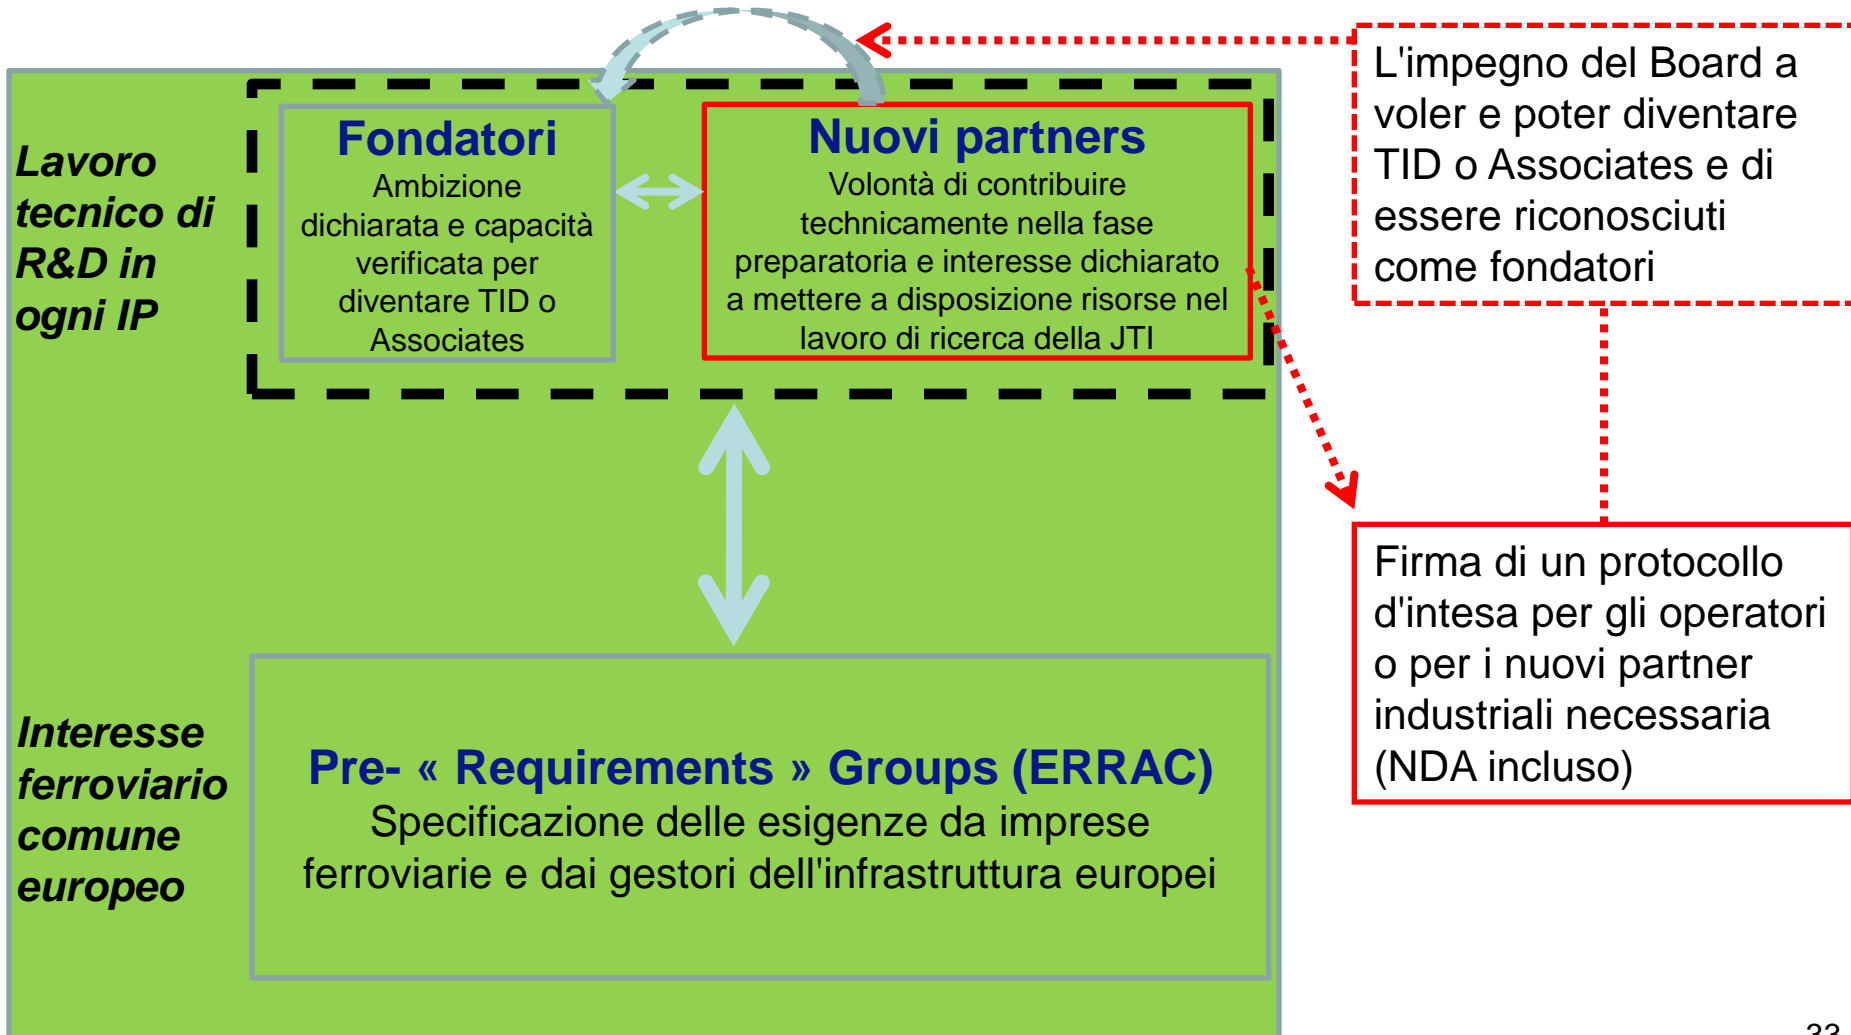 Lavoro
tecnico di
R&D in
ogni IP
Fondatori
Ambizione
dichiarata e capacità
verificata per
diventare TID o
Associates
Nuovi partners
Volontà di contribuire
technicamente nella fase
preparatoria e interesse dichiarato
a mettere a disposizione risorse nel
lavoro di ricerca della JTI
L'impegno del Board a
voler e poter diventare
TID o Associates e di
essere riconosciuti
come fondatori
Firma di un protocollo
d'intesa per gli operatori
o per i nuovi partner
industriali necessaria
(NDA incluso)
Interesse
ferroviario
comune
europeo
Pre- « Requirements » Groups (ERRAC)
Specificazione delle esigenze da imprese
ferroviarie e dai gestori dell'infrastruttura europei
33